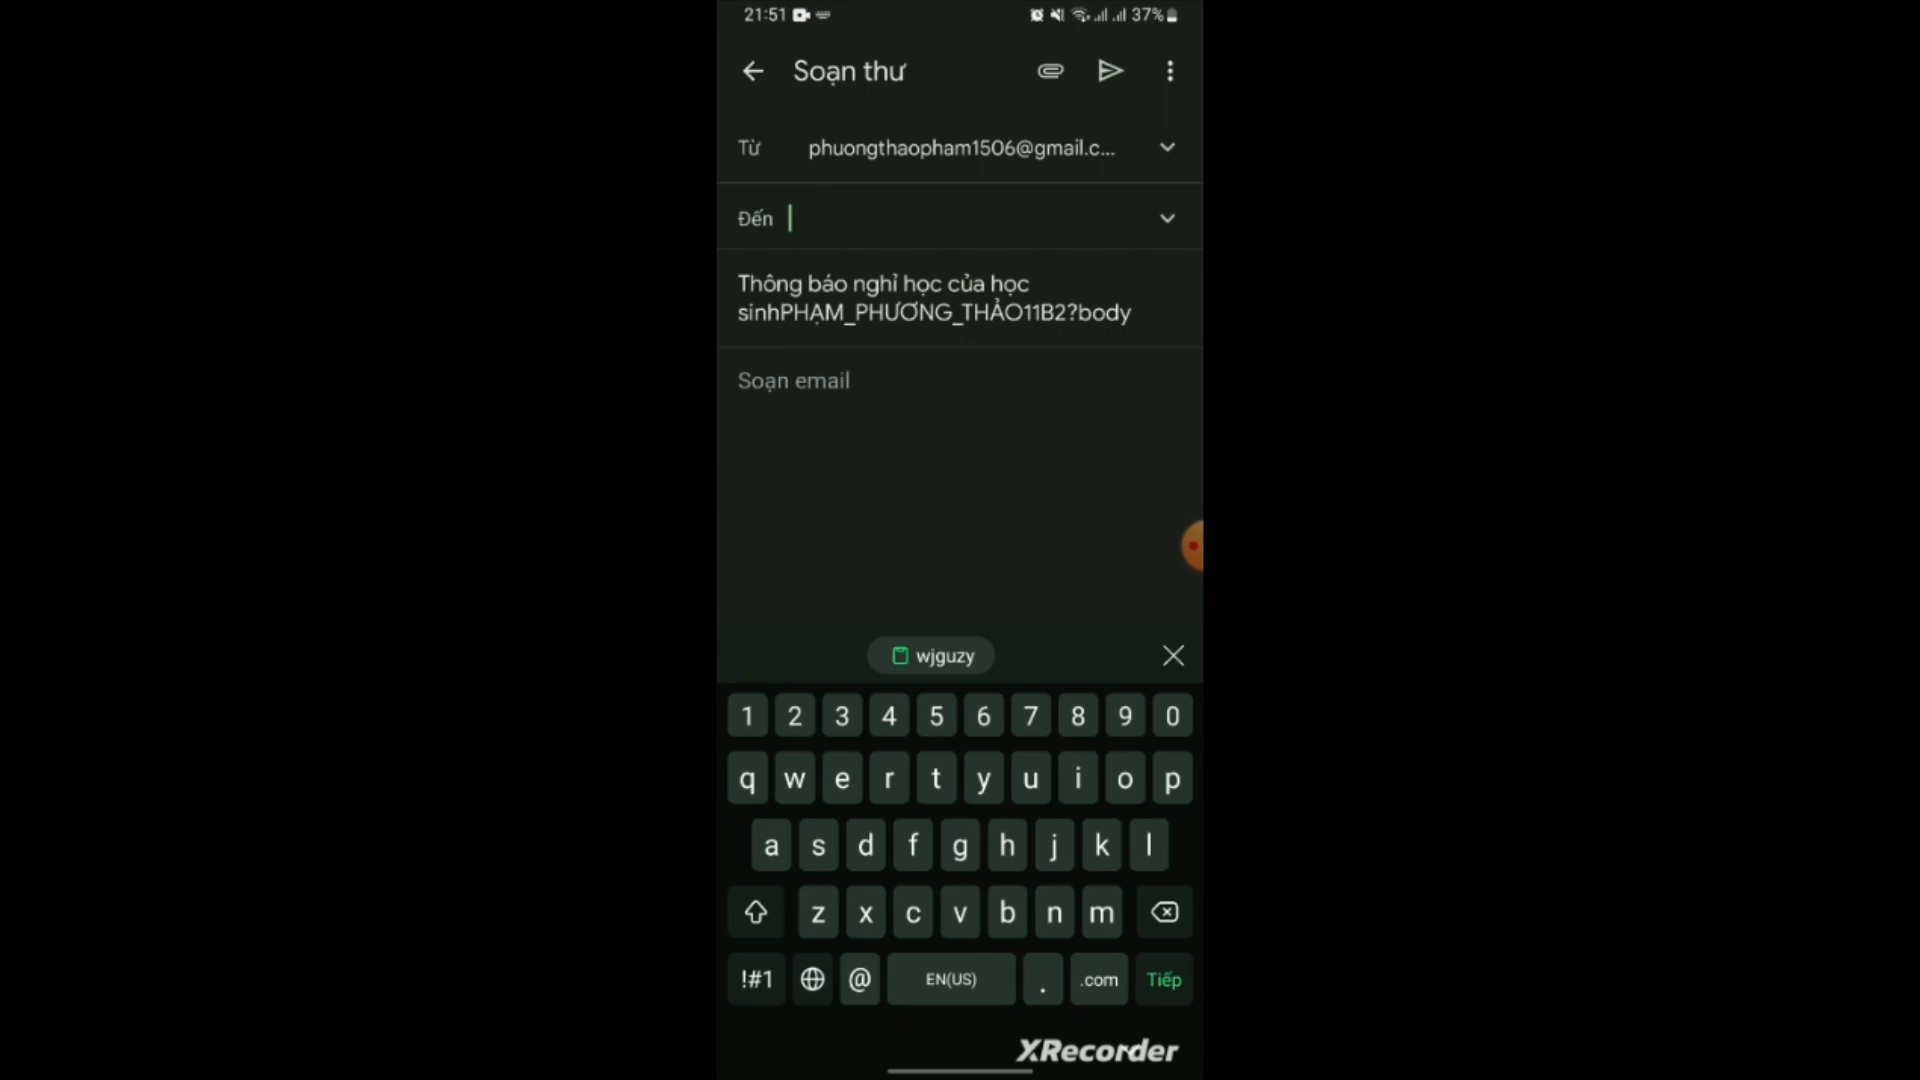 21:51 37%
Soạn thư
Từ phuongthaopham1506@gmail.c...
Đến
Thông báo nghỉ học của học
sinhPHẠM_PHƯƠNG_THẢO11B2?body
Soạn email
wjguzy
1 2 3 4 5 6 7 8 9 0
q w e r t y u i o p
a s d f g h j k l
z x c v b n m
!#1 @ EN(US) . .com Tiếp
XRecorder